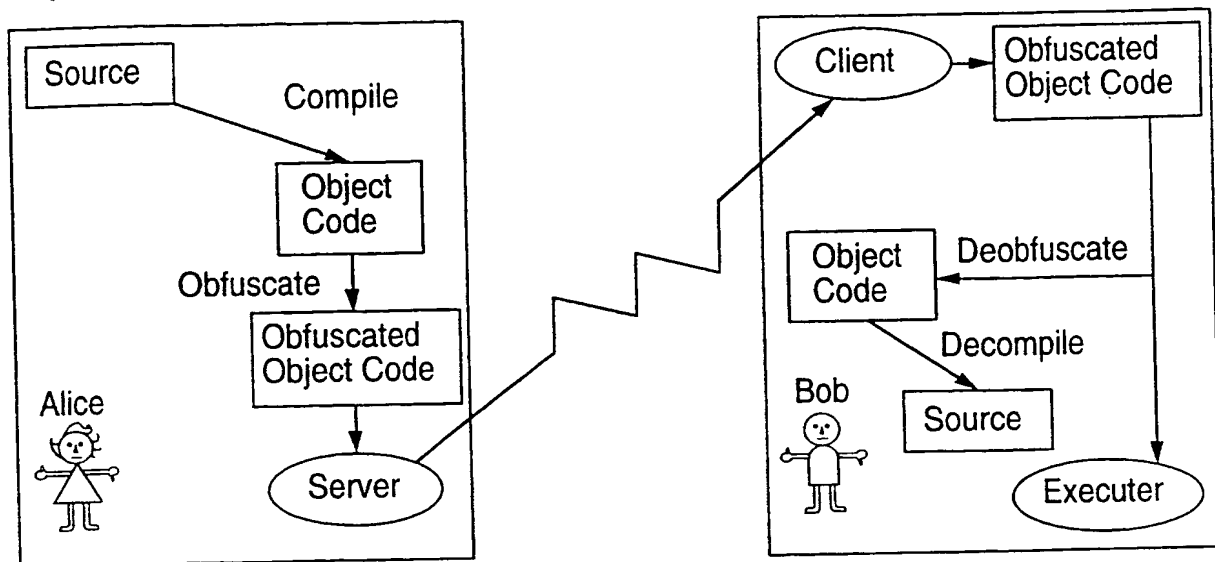 Source
Compile
Object
Code
Obfuscate
Obfuscated
Object Code
Alice
Server
Client
Obfuscated
Object Code
Object
Code
Deobfuscate
Decompile
Bob
Source
Executer